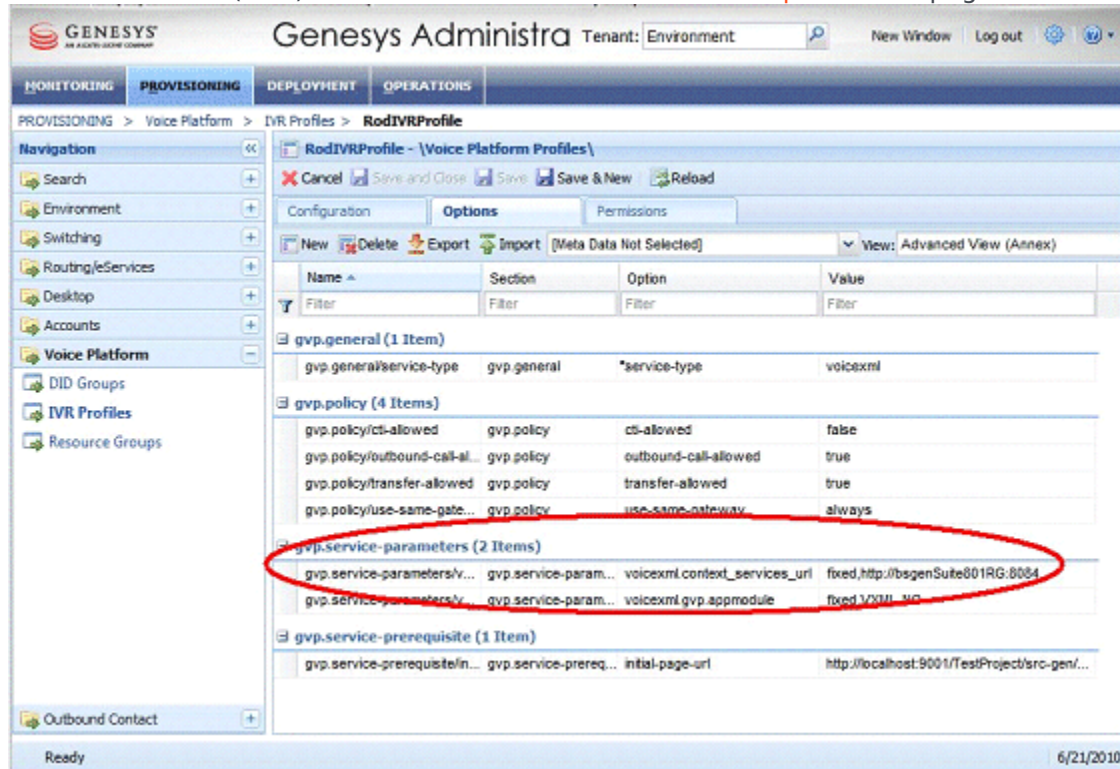 GENESYS
AN ALCATEL-LUCENT COMPANY
Genesys Administra Tenant: Environment New Window Log out
MONITORING PROVISIONING DEPLOYMENT OPERATIONS
PROVISIONING > Voice Platform > IVR Profiles > RodIVRProfile
Navigation
Search
Environment
Switching
Routing/eServices
Desktop
Accounts
Voice Platform
DID Groups
IVR Profiles
Resource Groups
Outbound Contact
RodIVRProfile - \Voice Platform Profiles\
Cancel Save and Close Save Save & New Reload
Configuration Options Permissions
New Delete Export Import [Meta Data Not Selected] View: Advanced View (Annex)
Name Section Option Value
Filter Filter Filter Filter
gvp.general (1 Item)
gvp.general/service-type gvp.general *service-type voicexml
gvp.policy (4 Items)
gvp.policy/cti-allowed gvp.policy cti-allowed false
gvp.policy/outbound-call-al... gvp.policy outbound-call-allowed true
gvp.policy/transfer-allowed gvp.policy transfer-allowed true
gvp.policy/use-same-gate... gvp.policy use-same-gateway always
gvp.service-parameters (2 Items)
gvp.service-parameters/v... gvp.service-param... voicexml.context_services_url fixed,http://bsgenSuite801RG:8084
gvp.service-parameters/v... gvp.service-param... voicexml.gvp.appmodule fixed,VXML-NG
gvp.service-prerequisite (1 Item)
gvp.service-prerequisite/in... gvp.service-prereq... initial-page-url http://localhost:9001/TestProject/src-gen/...
Ready 6/21/2010